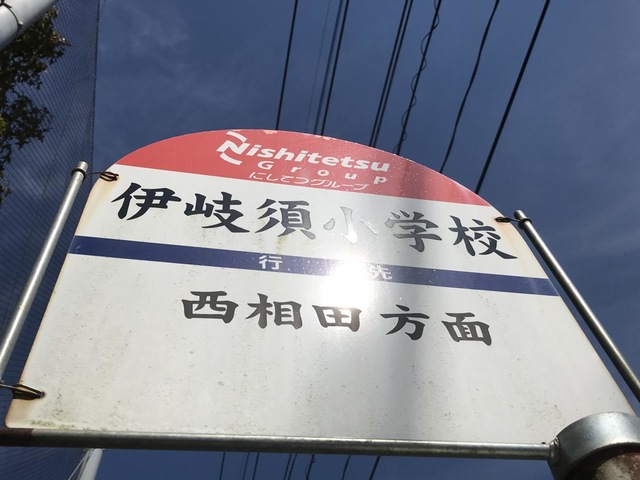 Nishitetsu
Group
にしてつグループ
伊岐須小学校
行先
西相田方面